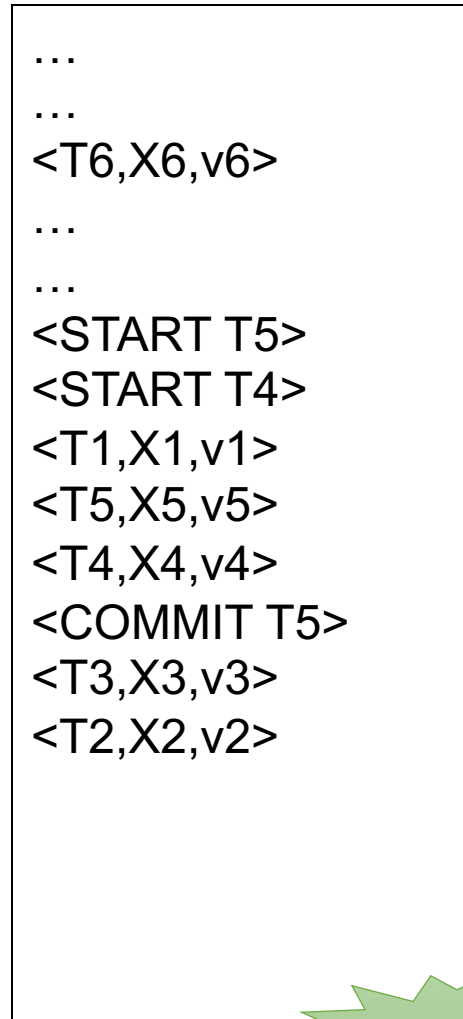 …
…
<T6,X6,v6>
…
…
<START T5>
<START T4>
<T1,X1,v1>
<T5,X5,v5>
<T4,X4,v4>
<COMMIT T5>
<T3,X3,v3>
<T2,X2,v2>